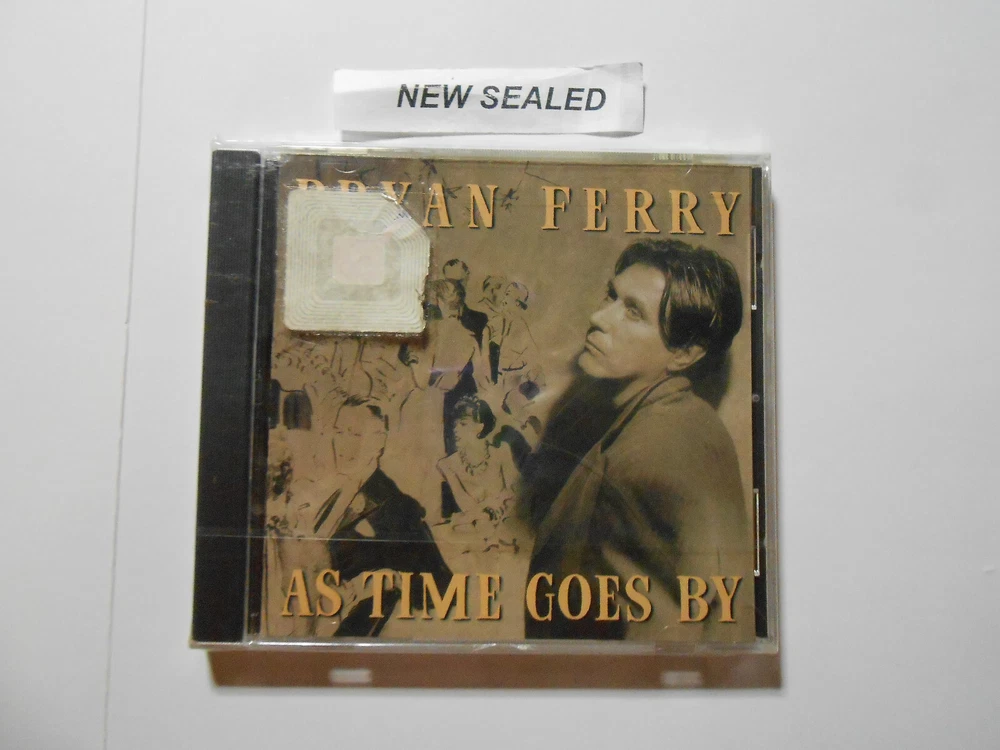 NEW SEALED
BRYAN FERRY
AS TIME GOES BY